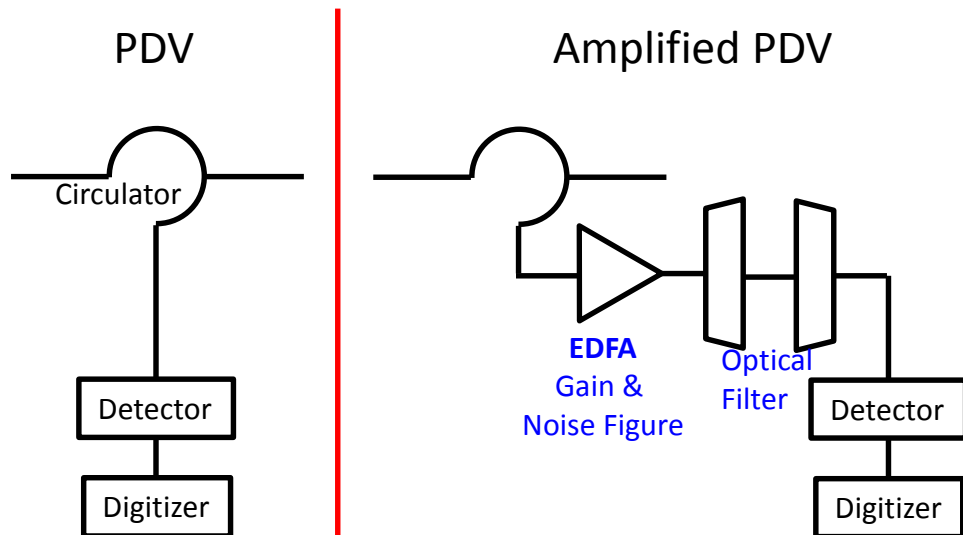 PDV
Circulator
Detector
Digitizer
Amplified PDV
EDFA
Gain &
Noise Figure
Optical
Filter
Detector
Digitizer